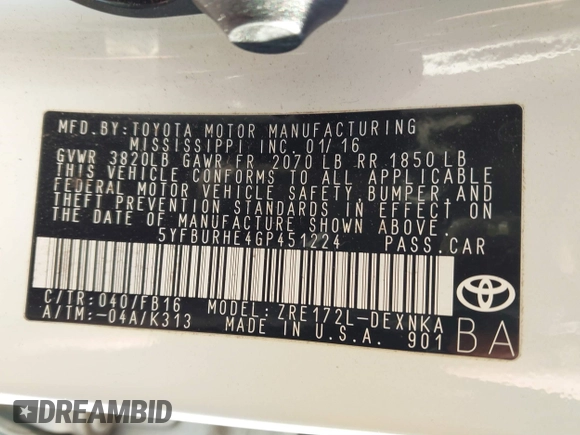 MFD.BY:TOYOTA MOTOR MANUFACTURING
MISSISSIPPI, INC. 01/16
GVWR 3820LB GAWR FR 2070 LB RR 1850 LB
THIS VEHICLE CONFORMS TO ALL APPLICABLE
FEDERAL MOTOR VEHICLE SAFETY,BUMPER,AND
THEFT PREVENTION STANDARDS IN EFFECT ON
THE DATE OF MANUFACTURE SHOWN ABOVE.
5YFBURHE4GP451224 PASS.CAR
C/TR:040/FB16 MODEL:ZRE172L-DEXNKA
A/TM:-04A/K313 MADE IN U.S.A. 901
BA
DREAMBID